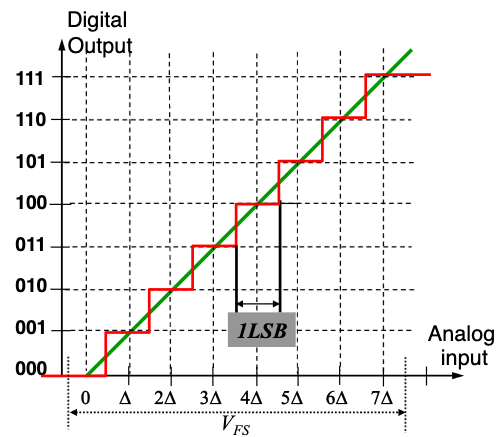 Digital
Output
111
110
101
100
011
010
001
000
1LSB
Analog
input
0 Δ 2Δ 3Δ 4Δ 5Δ 6Δ 7Δ
VFS